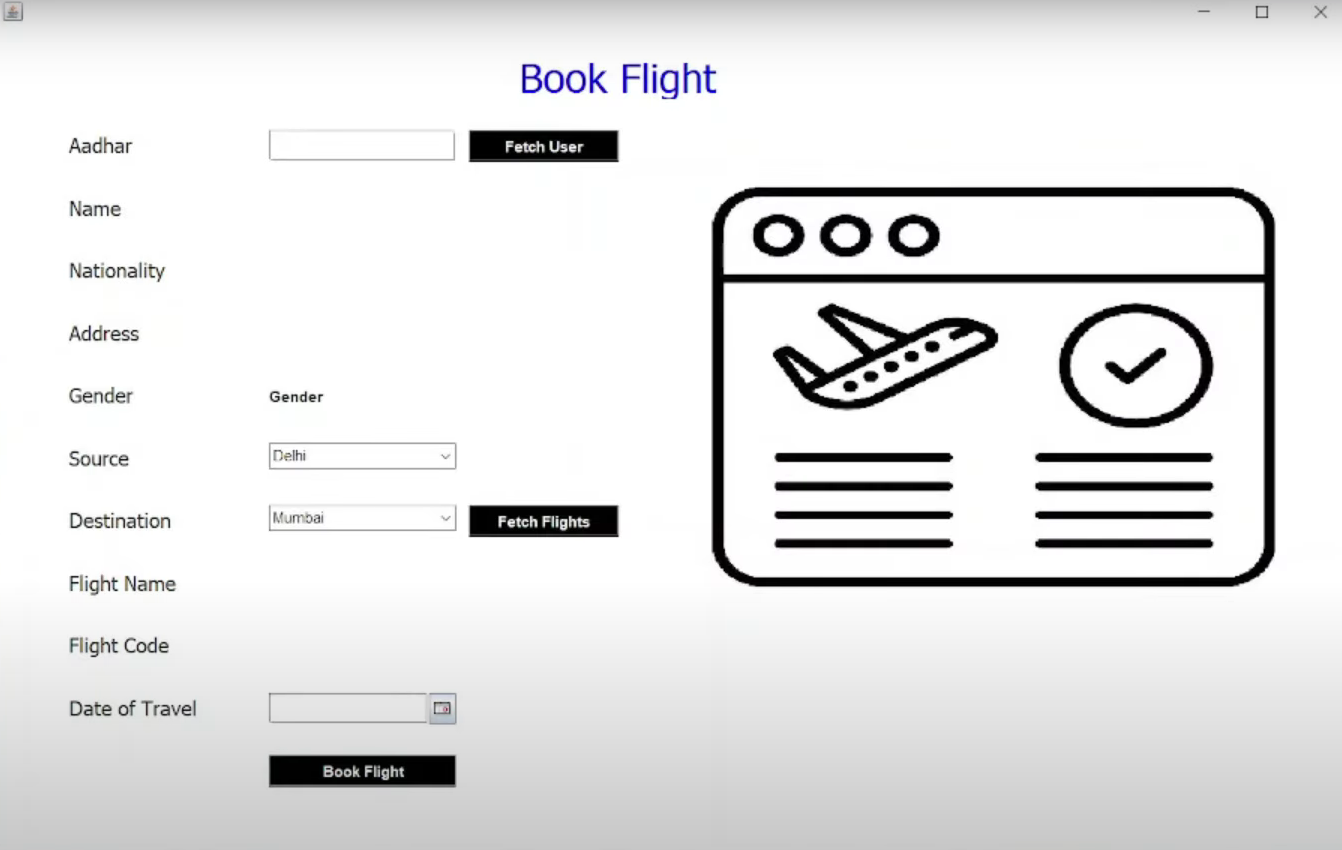 Book Flight
Aadhar Fetch User
Name
Nationality
Address
Gender Gender
Source Delhi
Destination Mumbai Fetch Flights
Flight Name
Flight Code
Date of Travel
Book Flight